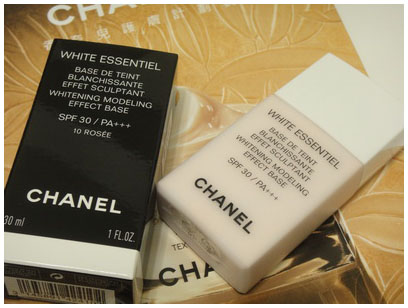 CHANEL
WHITE ESSENTIEL
BASE DE TEINT
BLANCHISSANTE
EFFET SCULPTANT
WHITENING MODELING
EFFECT BASE
SPF 30 / PA+++
10 ROSÉE
CHANEL
30 ml
1 FL.OZ.
WHITE ESSENTIEL
BASE DE TEINT
BLANCHISSANTE
EFFET SCULPTANT
WHITENING MODELING
EFFECT BASE
SPF 30 / PA+++
CHANEL